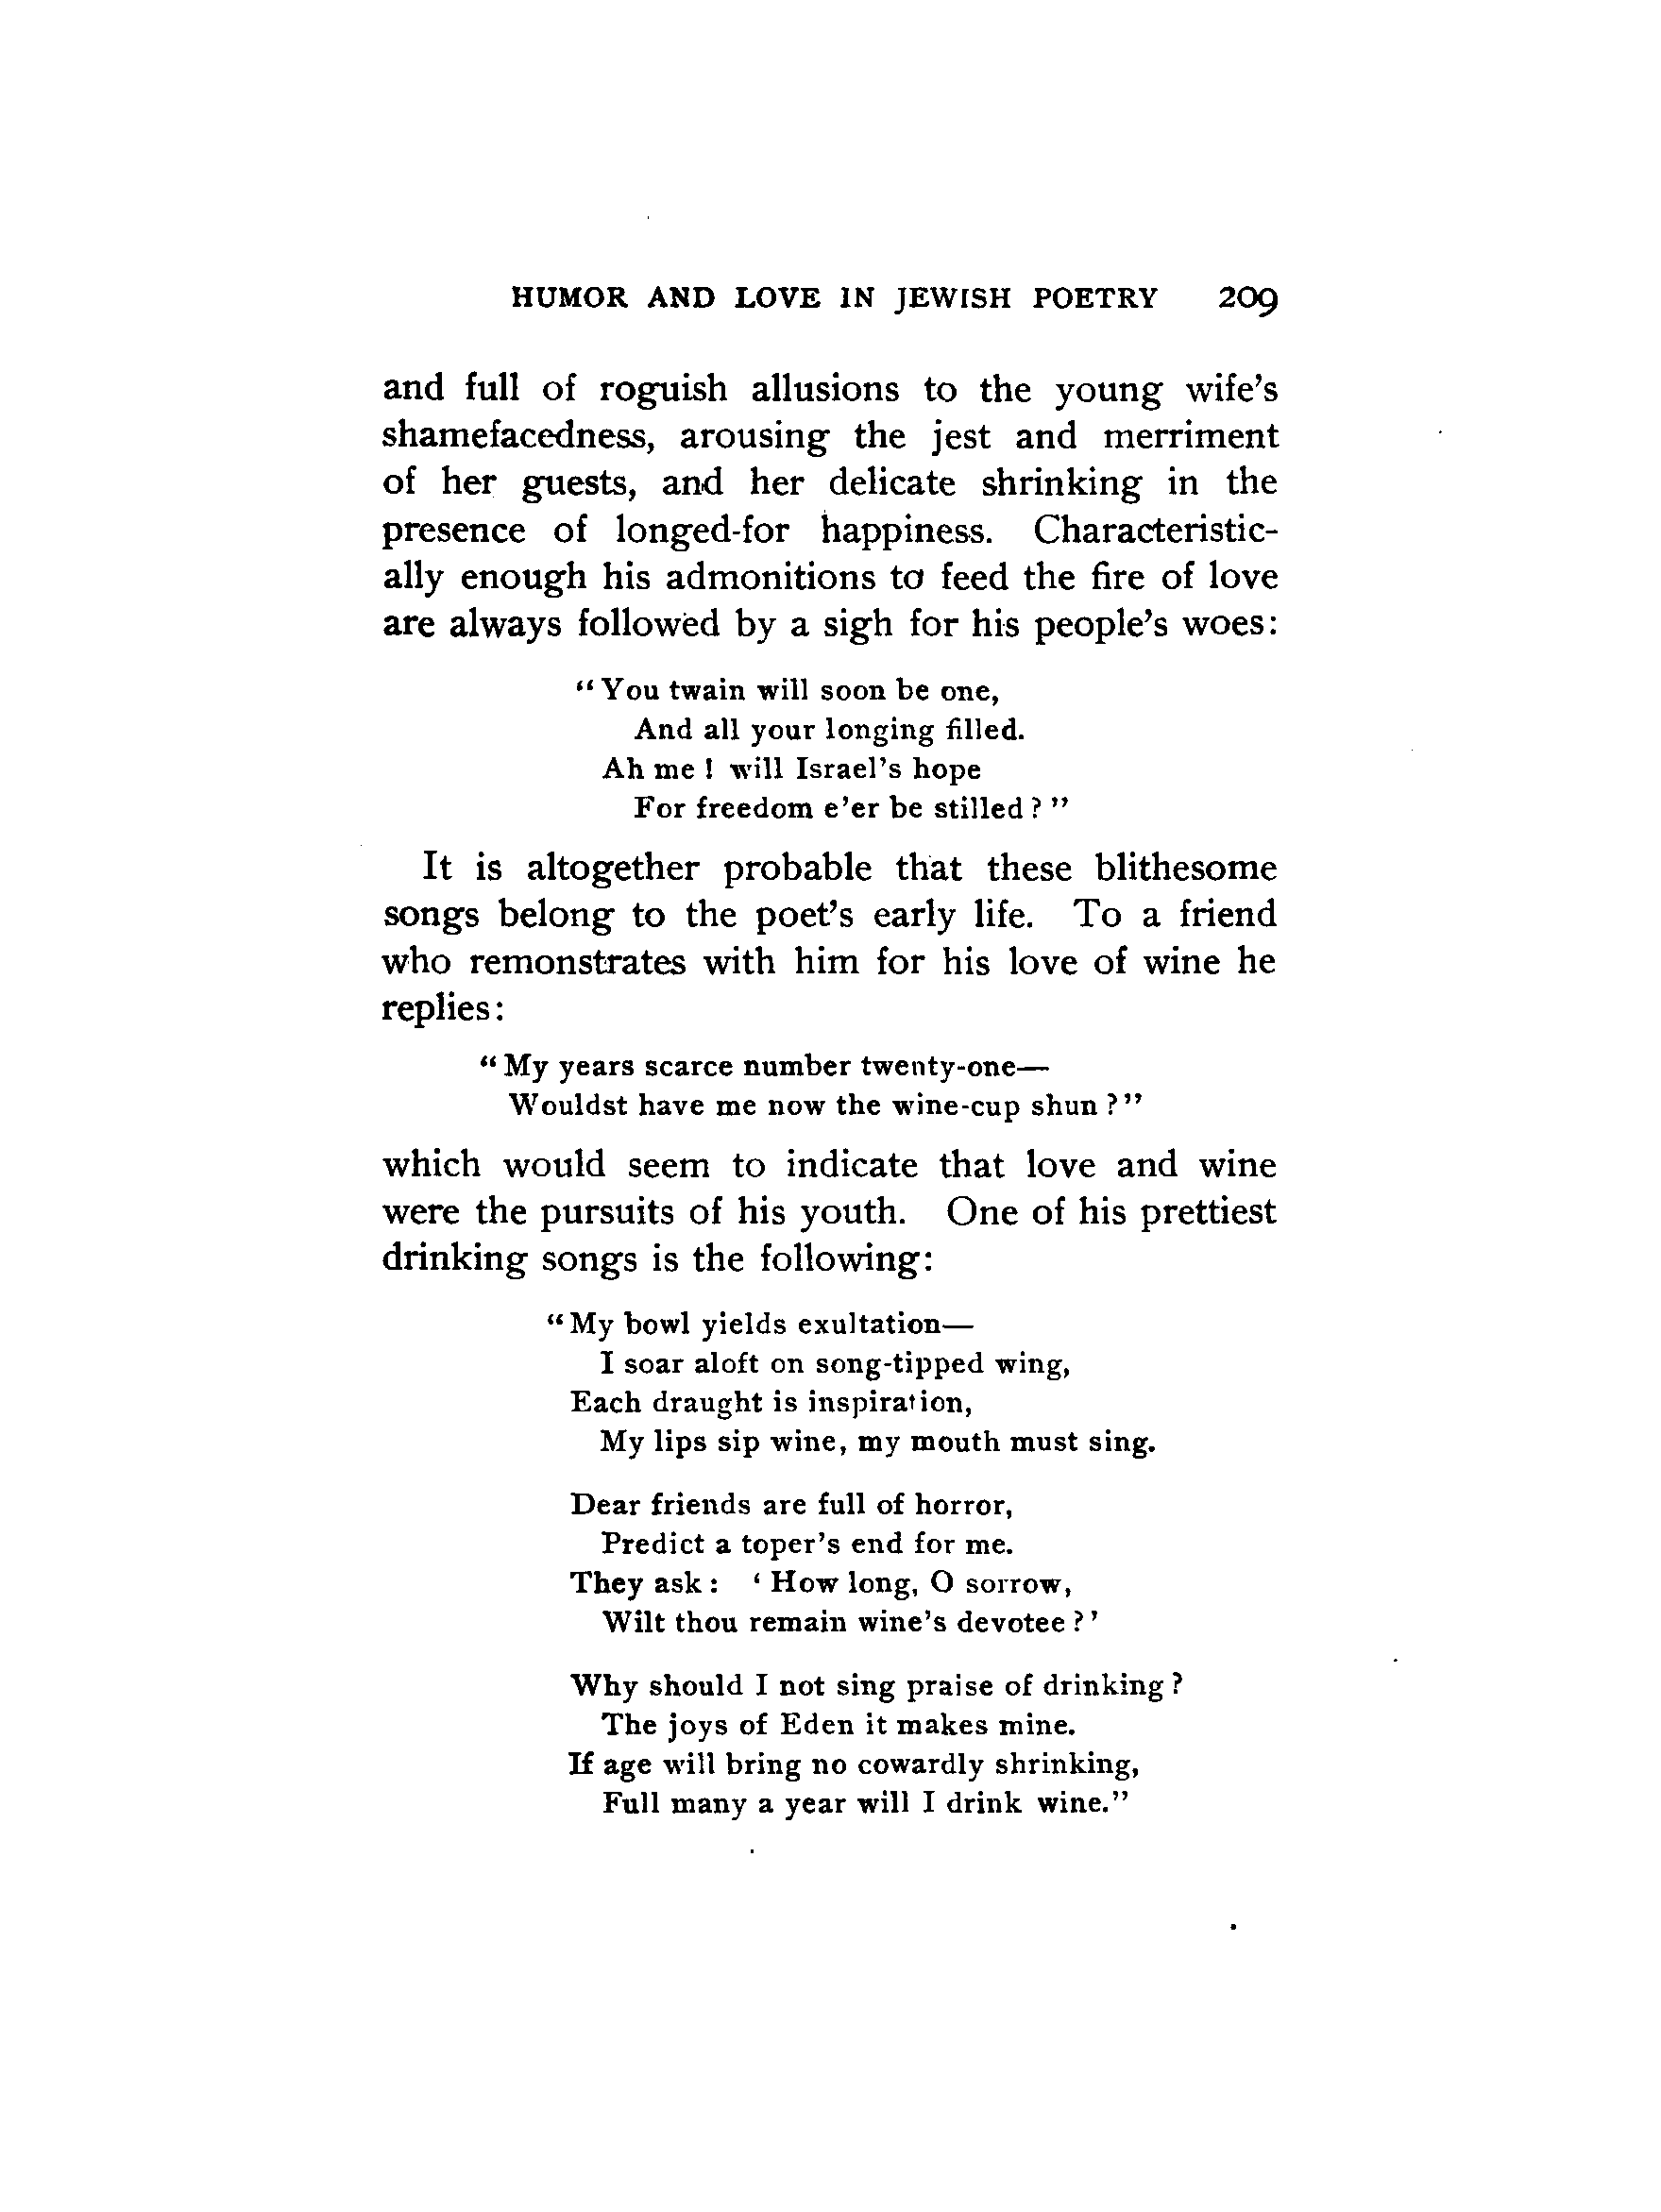 HUMOR AND LOVE IN JEWISH POETRY 209
and full of roguish allusions to the young wife's
shamefacedness, arousing the jest and merriment
of her guests, and her delicate shrinking in the
presence of longed-for happiness. Characteristic-
ally enough his admonitions to feed the fire of love
are always followed by a sigh for his people's woes:
"You twain will soon be one,
And all your longing filled.
Ah me! will Israel's hope
For freedom e'er be stilled?"
It is altogether probable that these blithesome
songs belong to the poet's early life. To a friend
who remonstrates with him for his love of wine he
replies:
"My years scarce number twenty-one—
Wouldst have me now the wine-cup shun?"
which would seem to indicate that love and wine
were the pursuits of his youth. One of his prettiest
drinking songs is the following:
"My bowl yields exultation—
I soar aloft on song-tipped wing,
Each draught is inspiration,
My lips sip wine, my mouth must sing.
Dear friends are full of horror,
Predict a toper's end for me.
They ask: 'How long, O sorrow,
Wilt thou remain wine's devotee?'
Why should I not sing praise of drinking?
The joys of Eden it makes mine.
If age will bring no cowardly shrinking,
Full many a year will I drink wine."